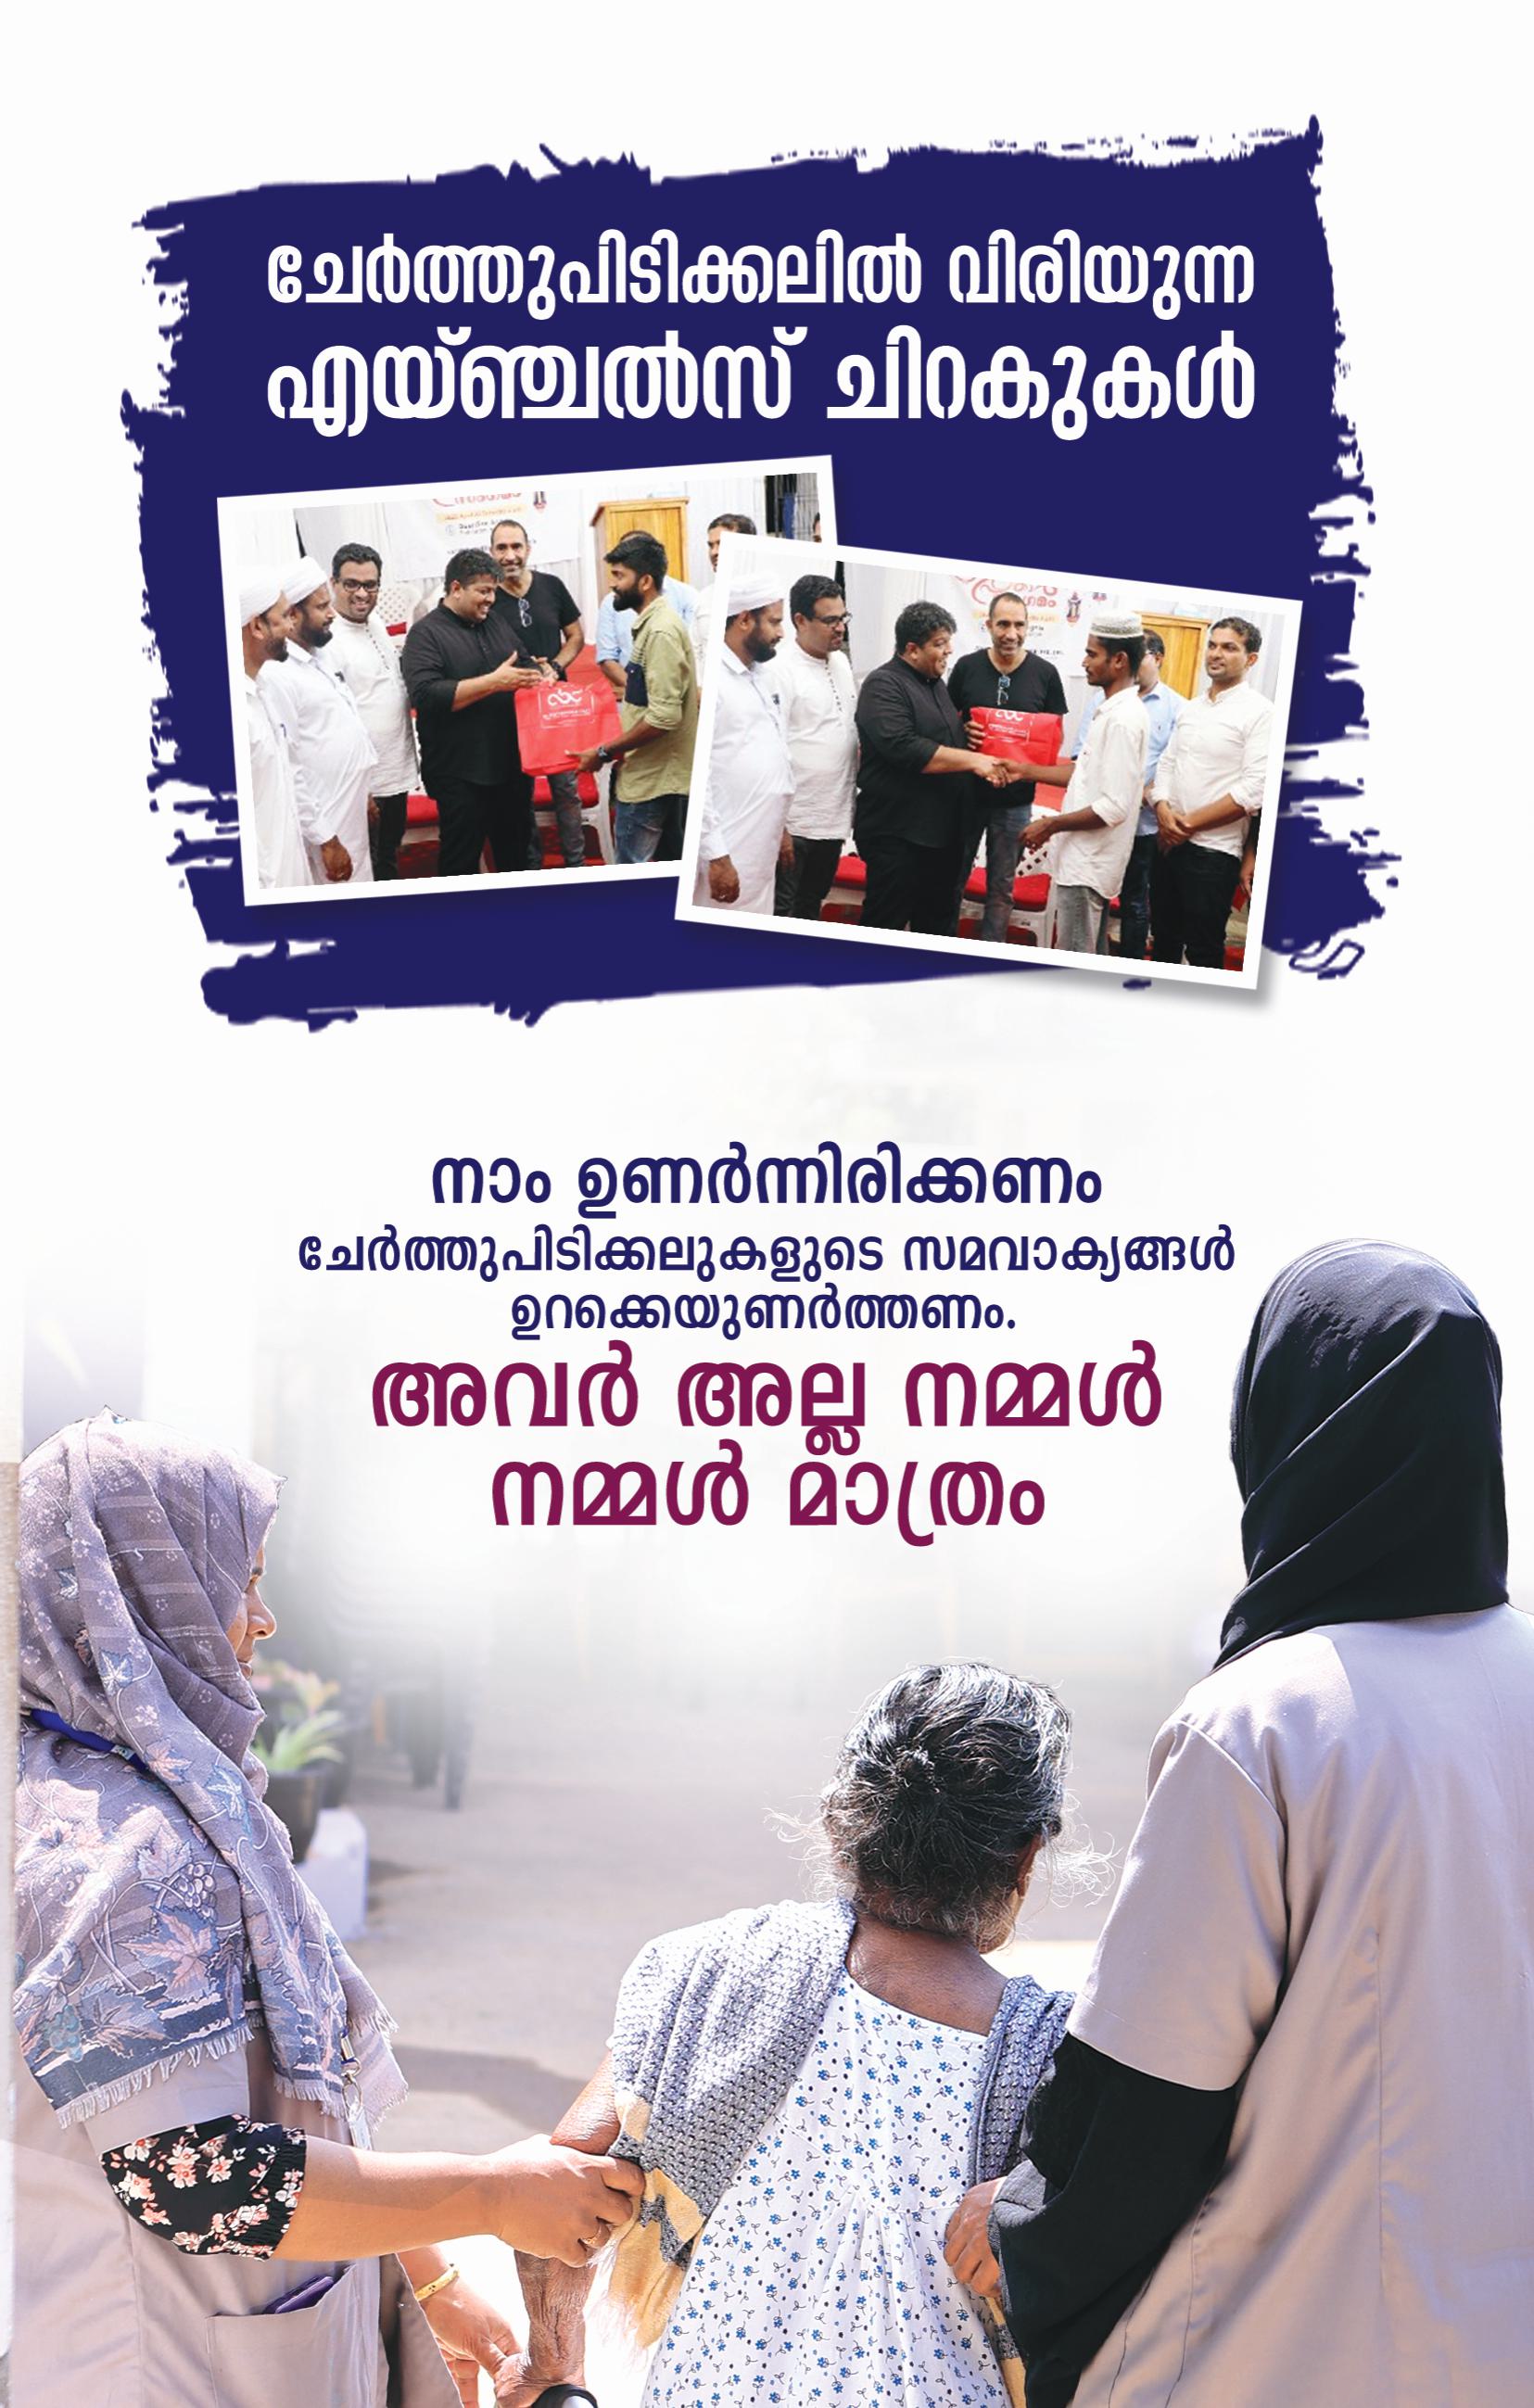 ചേർത്തുപിടിക്കലിൽ വിരിയുന്ന
എയ്ഞ്ചൽസ് ചിറകുകൾ
നാം ഉണർന്നിരിക്കണം
ചേർത്തുപിടിക്കലുകളുടെ സമവാക്യങ്ങൾ
ഉറക്കെയുണർത്തണം.
അവർ അല്ല നമ്മൾ
നമ്മൾ മാത്രം